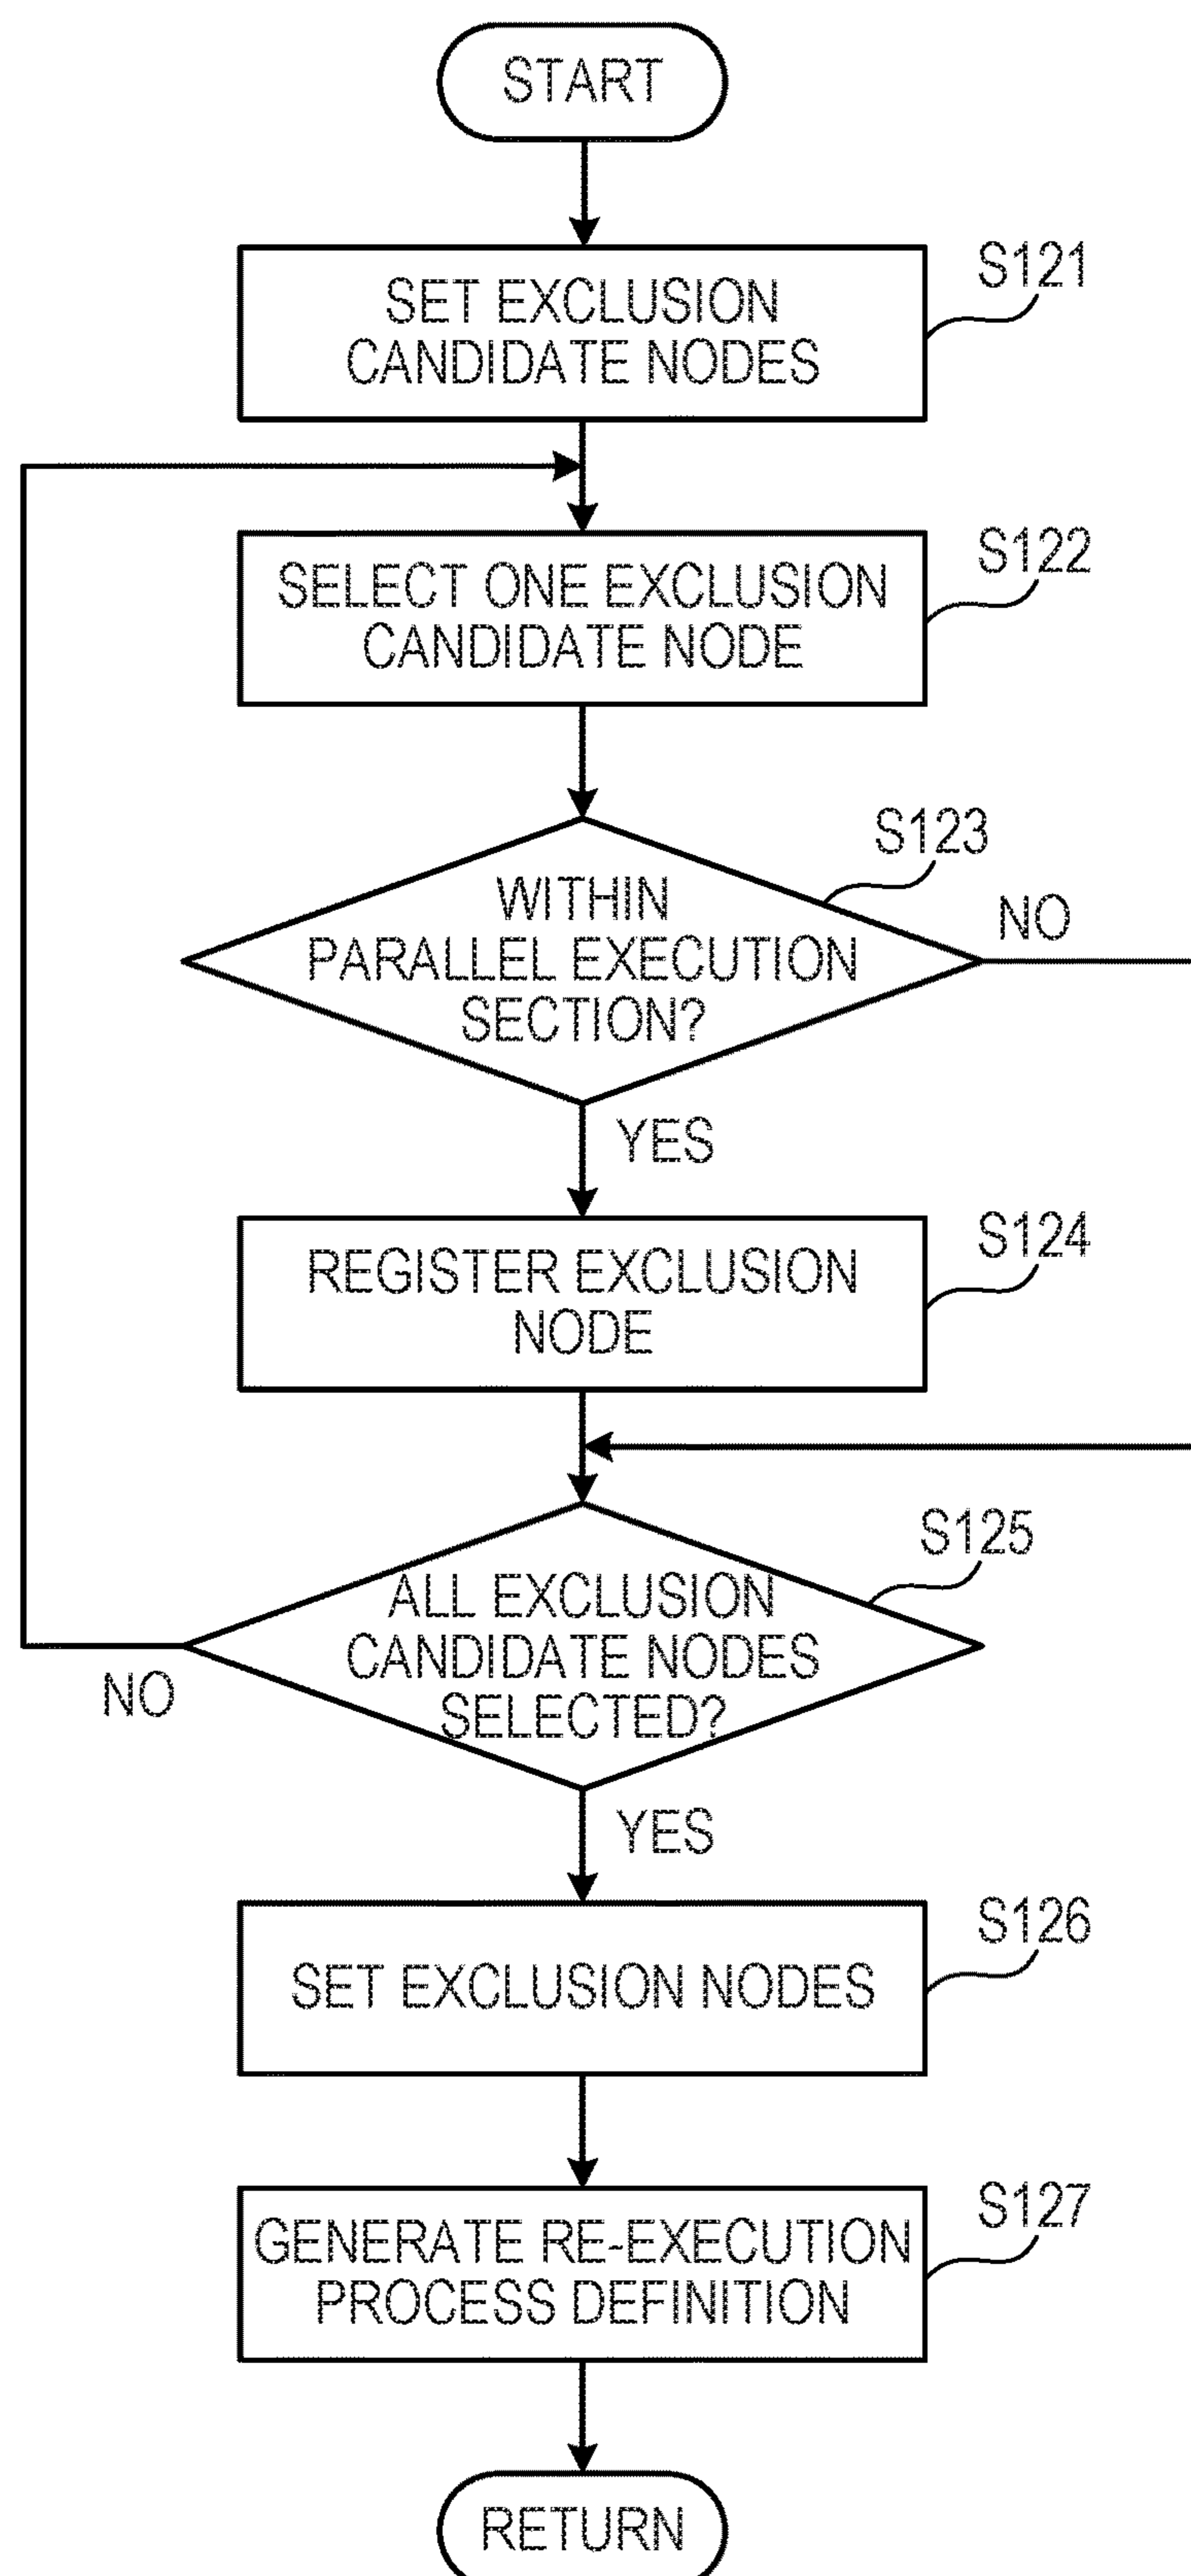 START
S121
SET EXCLUSION
CANDIDATE NODES
S122
SELECT ONE EXCLUSION
CANDIDATE NODE
S123
WITHIN
PARALLEL EXECUTION
SECTION?
NO
YES
S124
REGISTER EXCLUSION
NODE
S125
ALL EXCLUSION
CANDIDATE NODES
SELECTED?
NO
YES
S126
SET EXCLUSION NODES
S127
GENERATE RE-EXECUTION
PROCESS DEFINITION
RETURN